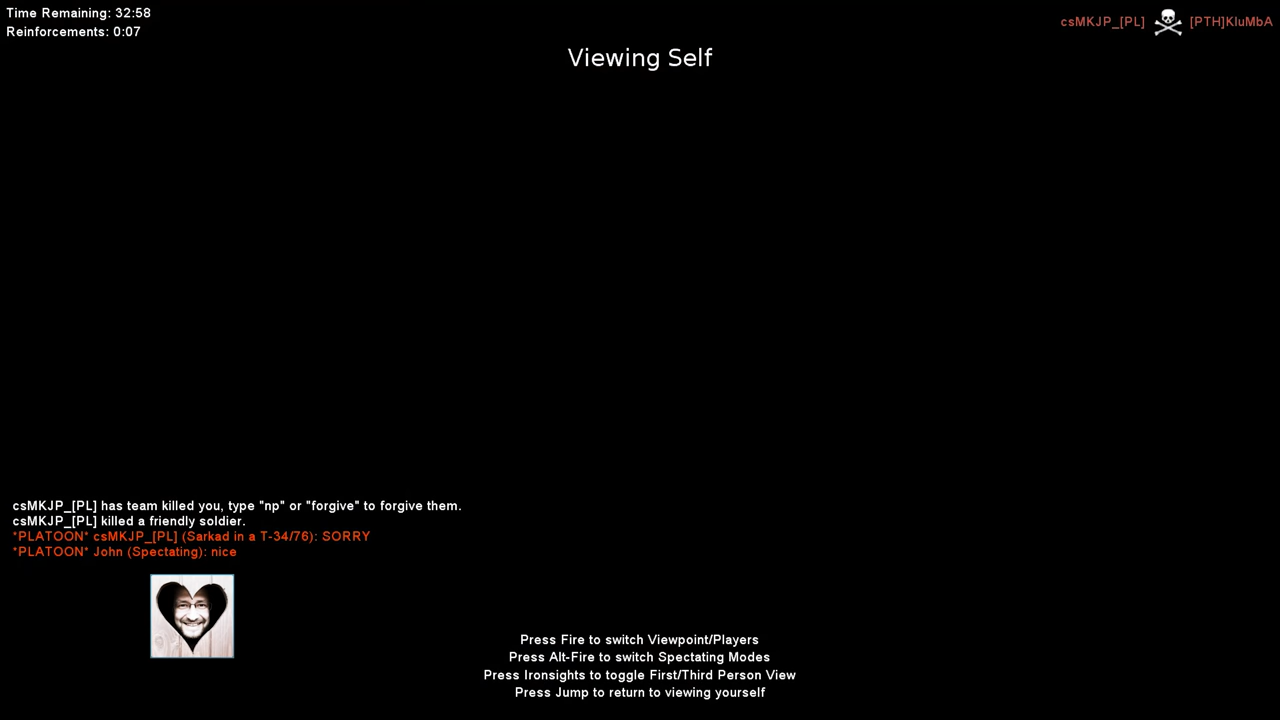 Time Remaining: 32:58
Reinforcements: 0:07
csMKJP_[PL] [PTH]KluMbA
Viewing Self
csMKJP_[PL] has team killed you, type "np" or "forgive" to forgive them.
csMKJP_[PL] killed a friendly soldier.
*PLATOON* csMKJP_[PL] (Sarkad in a T-34/76): SORRY
*PLATOON* John (Spectating): nice
Press Fire to switch Viewpoint/Players
Press Alt-Fire to switch Spectating Modes
Press Ironsights to toggle First/Third Person View
Press Jump to return to viewing yourself